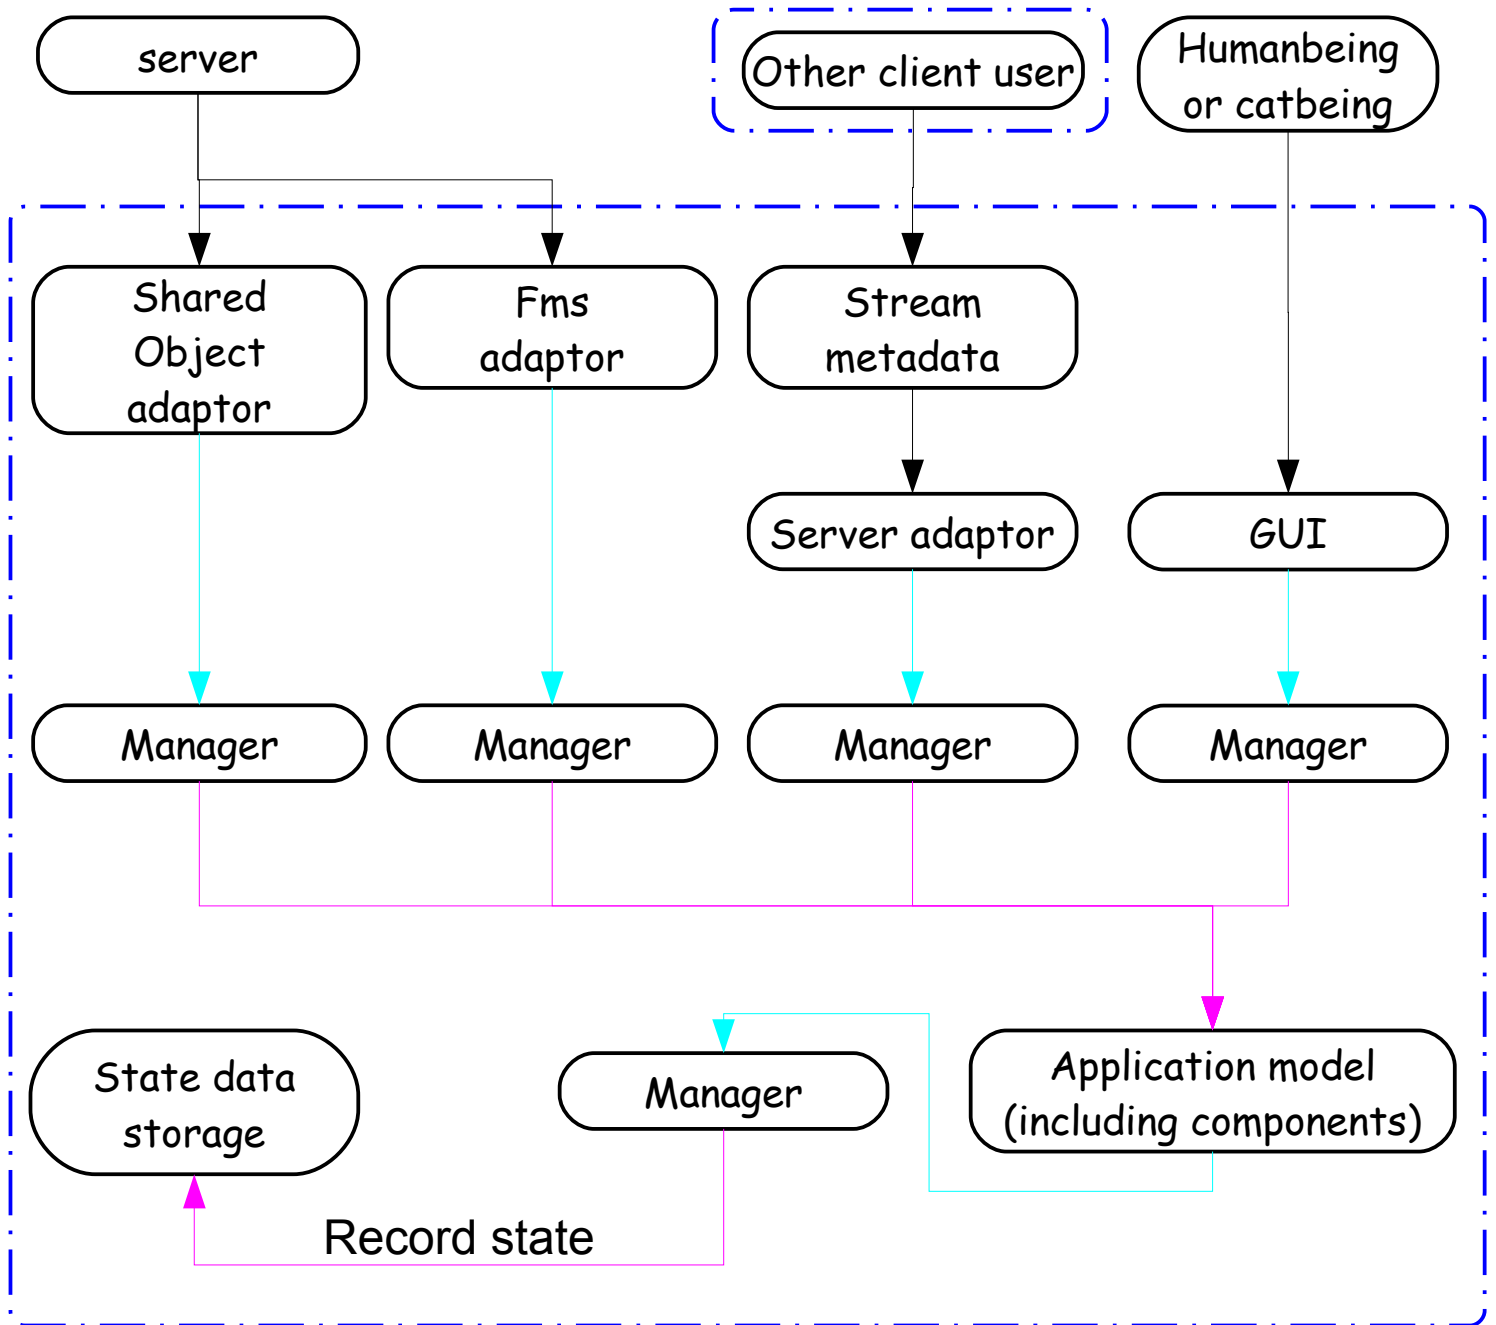 server
Other client user
Humanbeing
or catbeing
Shared
Object
adaptor
Fms
adaptor
Stream
metadata
Server adaptor
GUI
Manager
Manager
Manager
Manager
State data
storage
Manager
Application model
(including components)
Record state